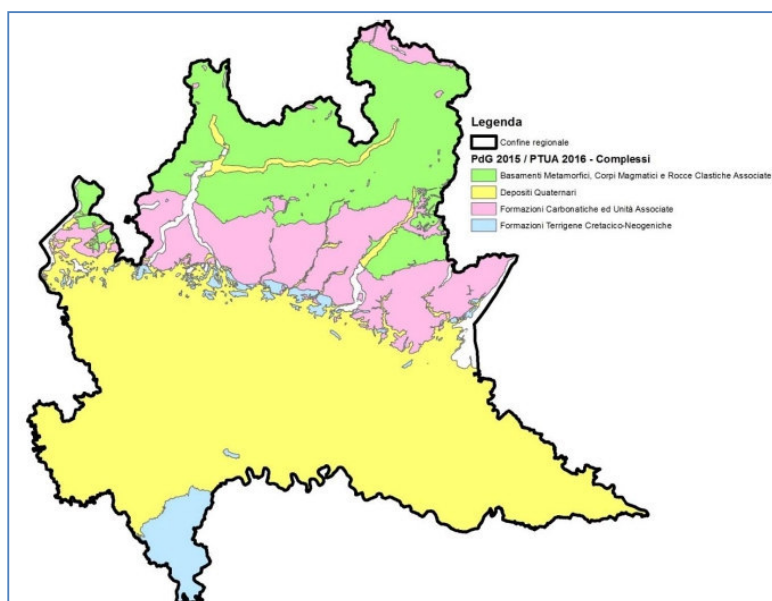 Legenda
Confine regionale
PdG 2015 / PTUA 2016 - Complessi
Basamenti Metamorfici, Corpi Magmatici e Rocce Clastiche Associate
Depositi Quaternari
Formazioni Carbonatiche ed Unità Associate
Formazioni Terrigene Cretacico-Neogeniche